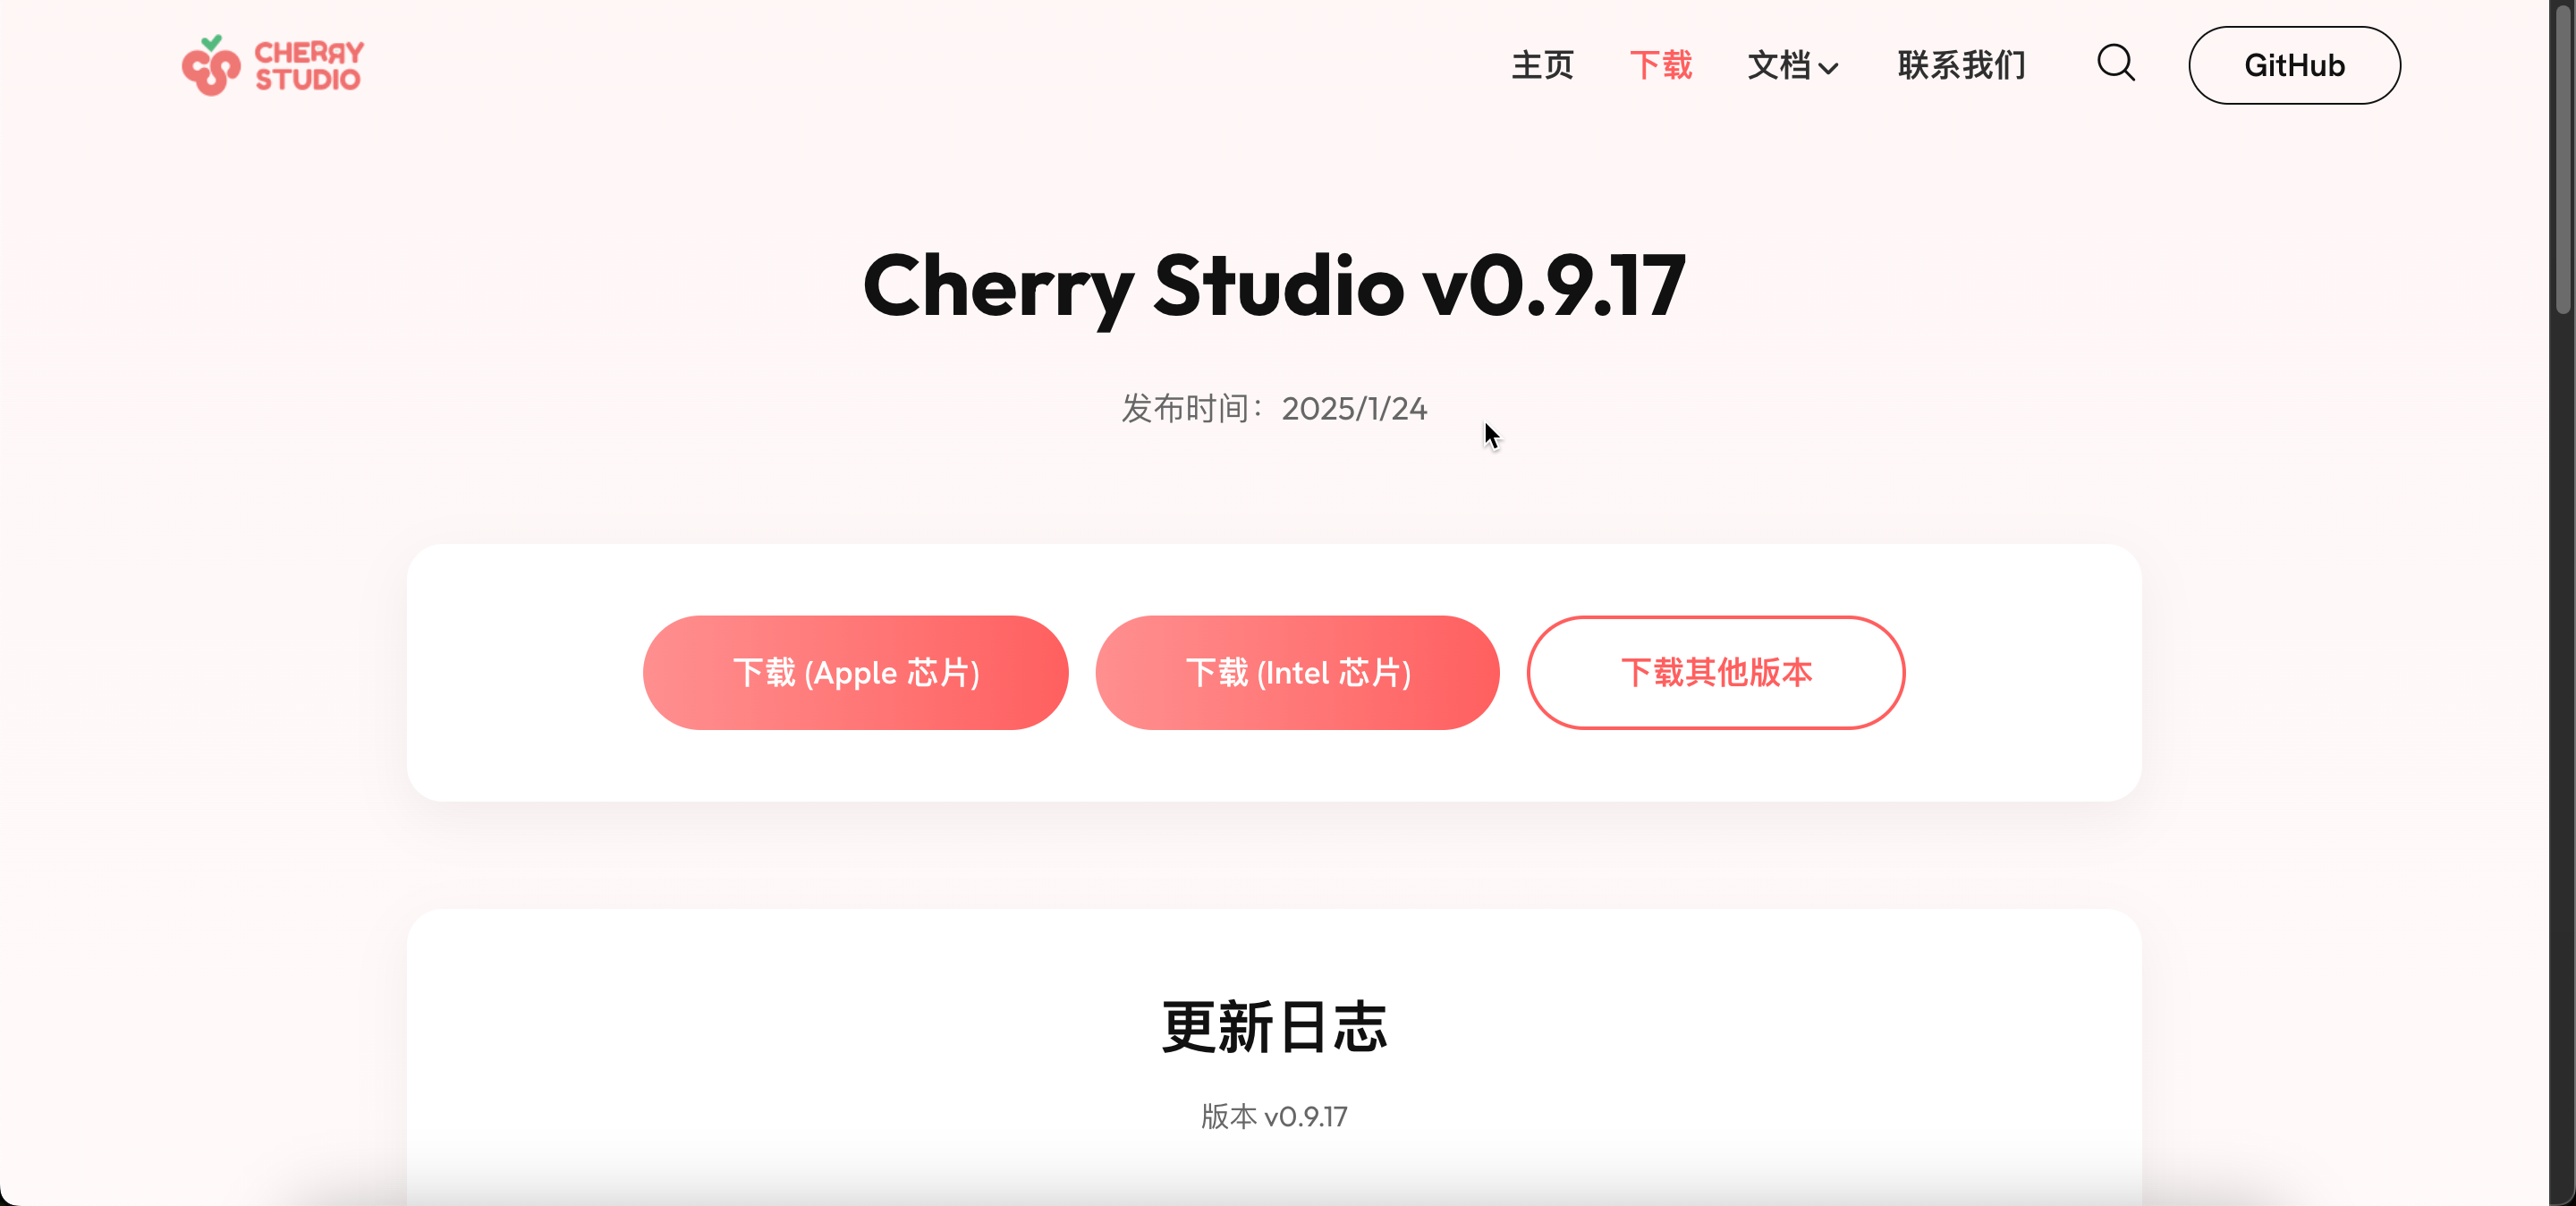 CHERRY
STUDIO
主页 下载 文档 联系我们 GitHub
Cherry Studio v0.9.17
发布时间：2025/1/24
下载 (Apple 芯片) 下载 (Intel 芯片) 下载其他版本
更新日志
版本 v0.9.17